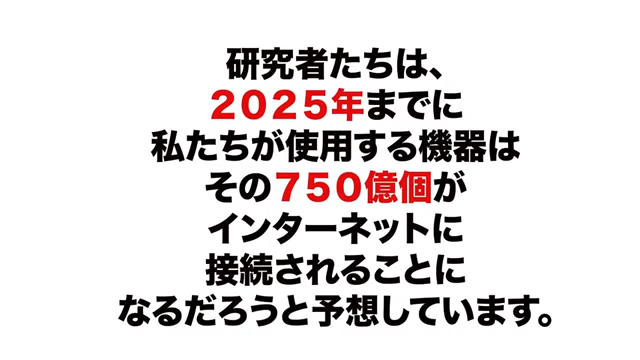 研究者たちは、
２０２５年までに
私たちが使用する機器は
その７５０億個が
インターネットに
接続されることに
なるだろうと予想しています。